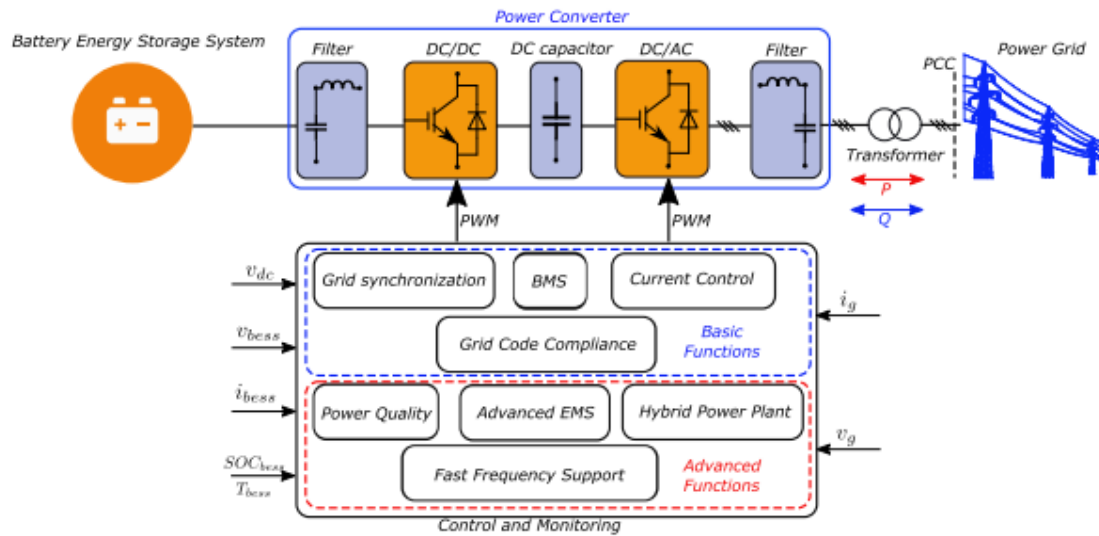 Power Converter
Battery Energy Storage System
Filter
DC/DC
DC capacitor
DC/AC
Filter
Power Grid
PCC
Transformer
P
Q
PWM
PWM
Grid synchronization
BMS
Current Control
Grid Code Compliance
Basic
Functions
Power Quality
Advanced EMS
Hybrid Power Plant
Fast Frequency Support
Advanced
Functions
v_dc
v_bess
i_bess
SOC_bess
T_bess
i_g
v_g
Control and Monitoring